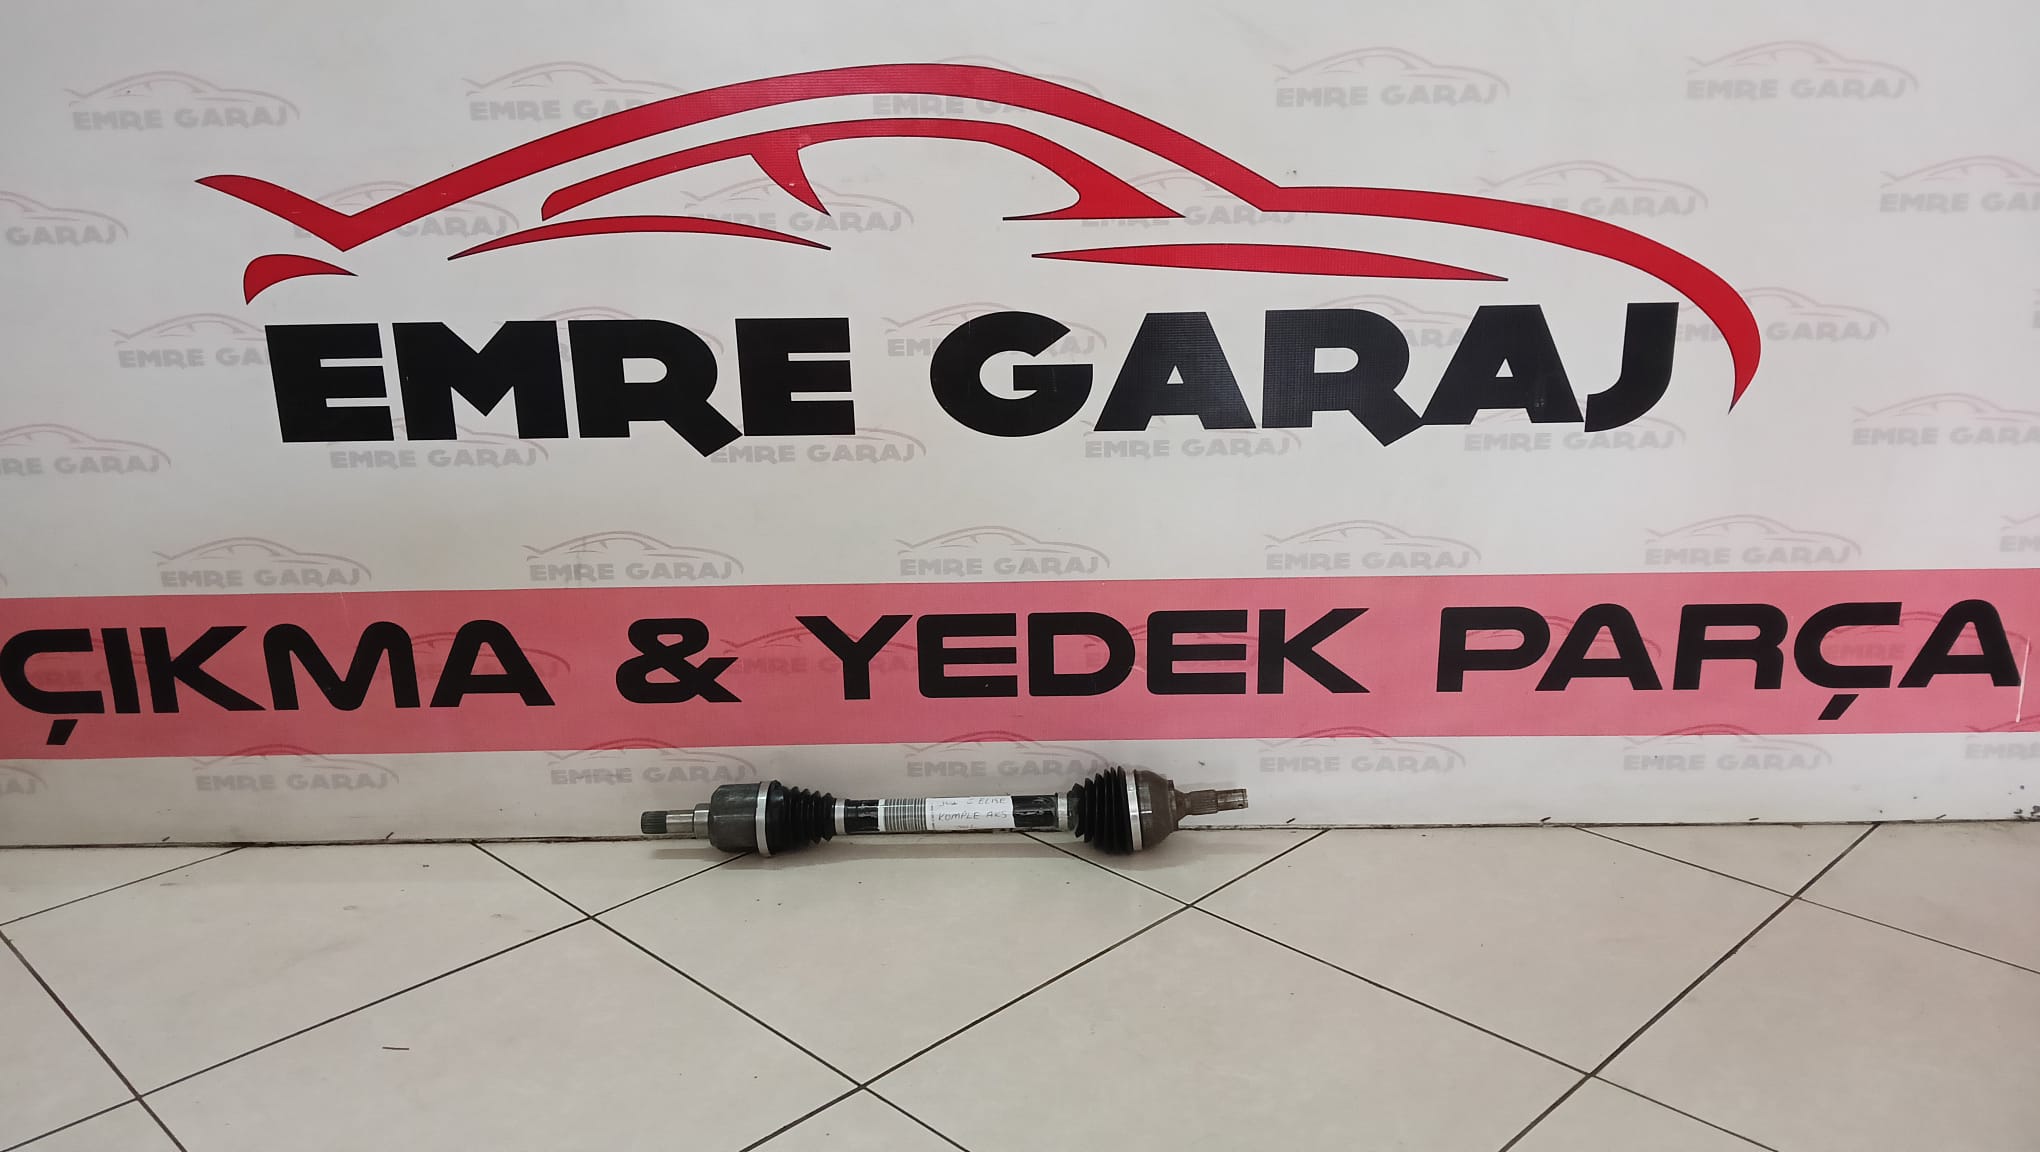 EMRE GARAJ
ÇIKMA & YEDEK PARÇA
KOMPLE AKS